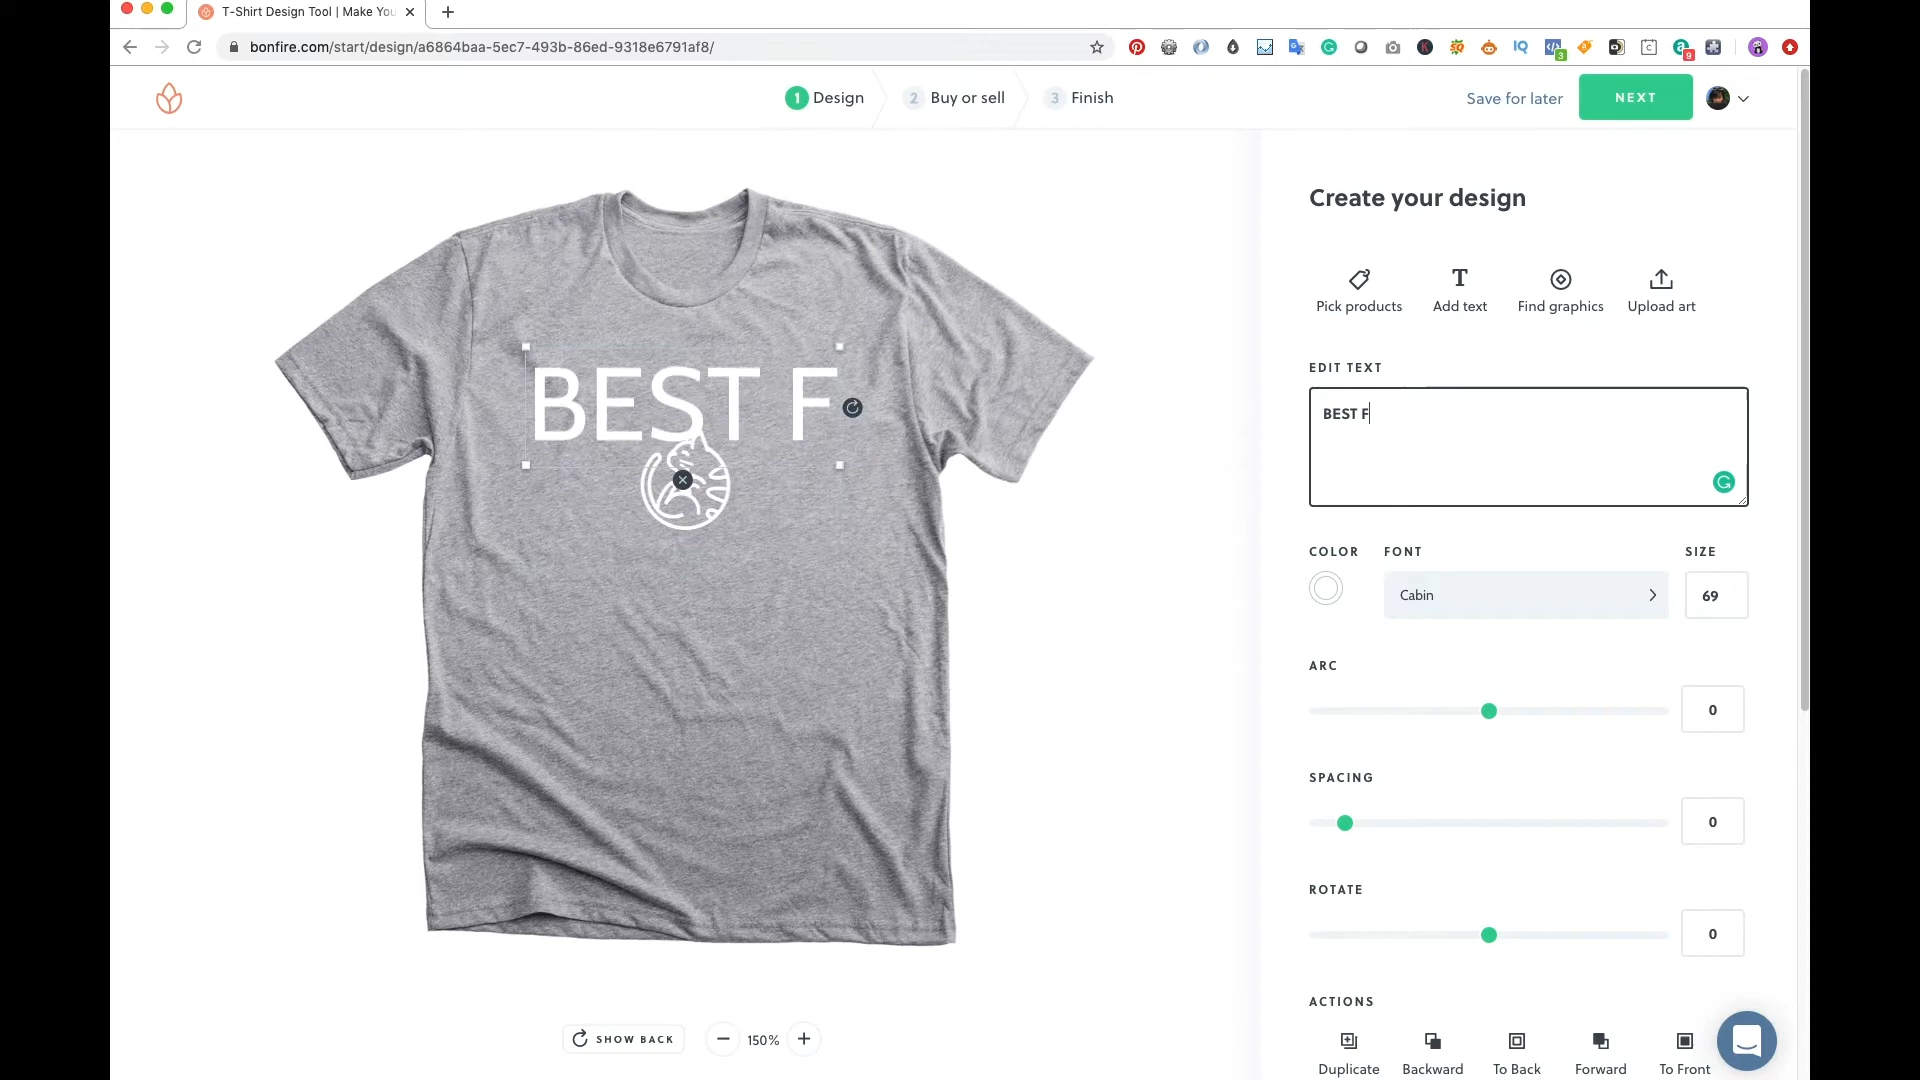 T-Shirt Design Tool | Make You
bonfire.com/start/design/a6864baa-5ec7-493b-86ed-9318e6791af8/
IQ
3
9
1 Design
2 Buy or sell
3 Finish
Save for later
NEXT
Create your design
Pick products
Add text
Find graphics
Upload art
EDIT TEXT
BEST F
BEST F
COLOR
FONT
SIZE
Cabin
69
ARC
0
SPACING
0
ROTATE
0
ACTIONS
Duplicate
Backward
To Back
Forward
To Front
SHOW BACK
150%